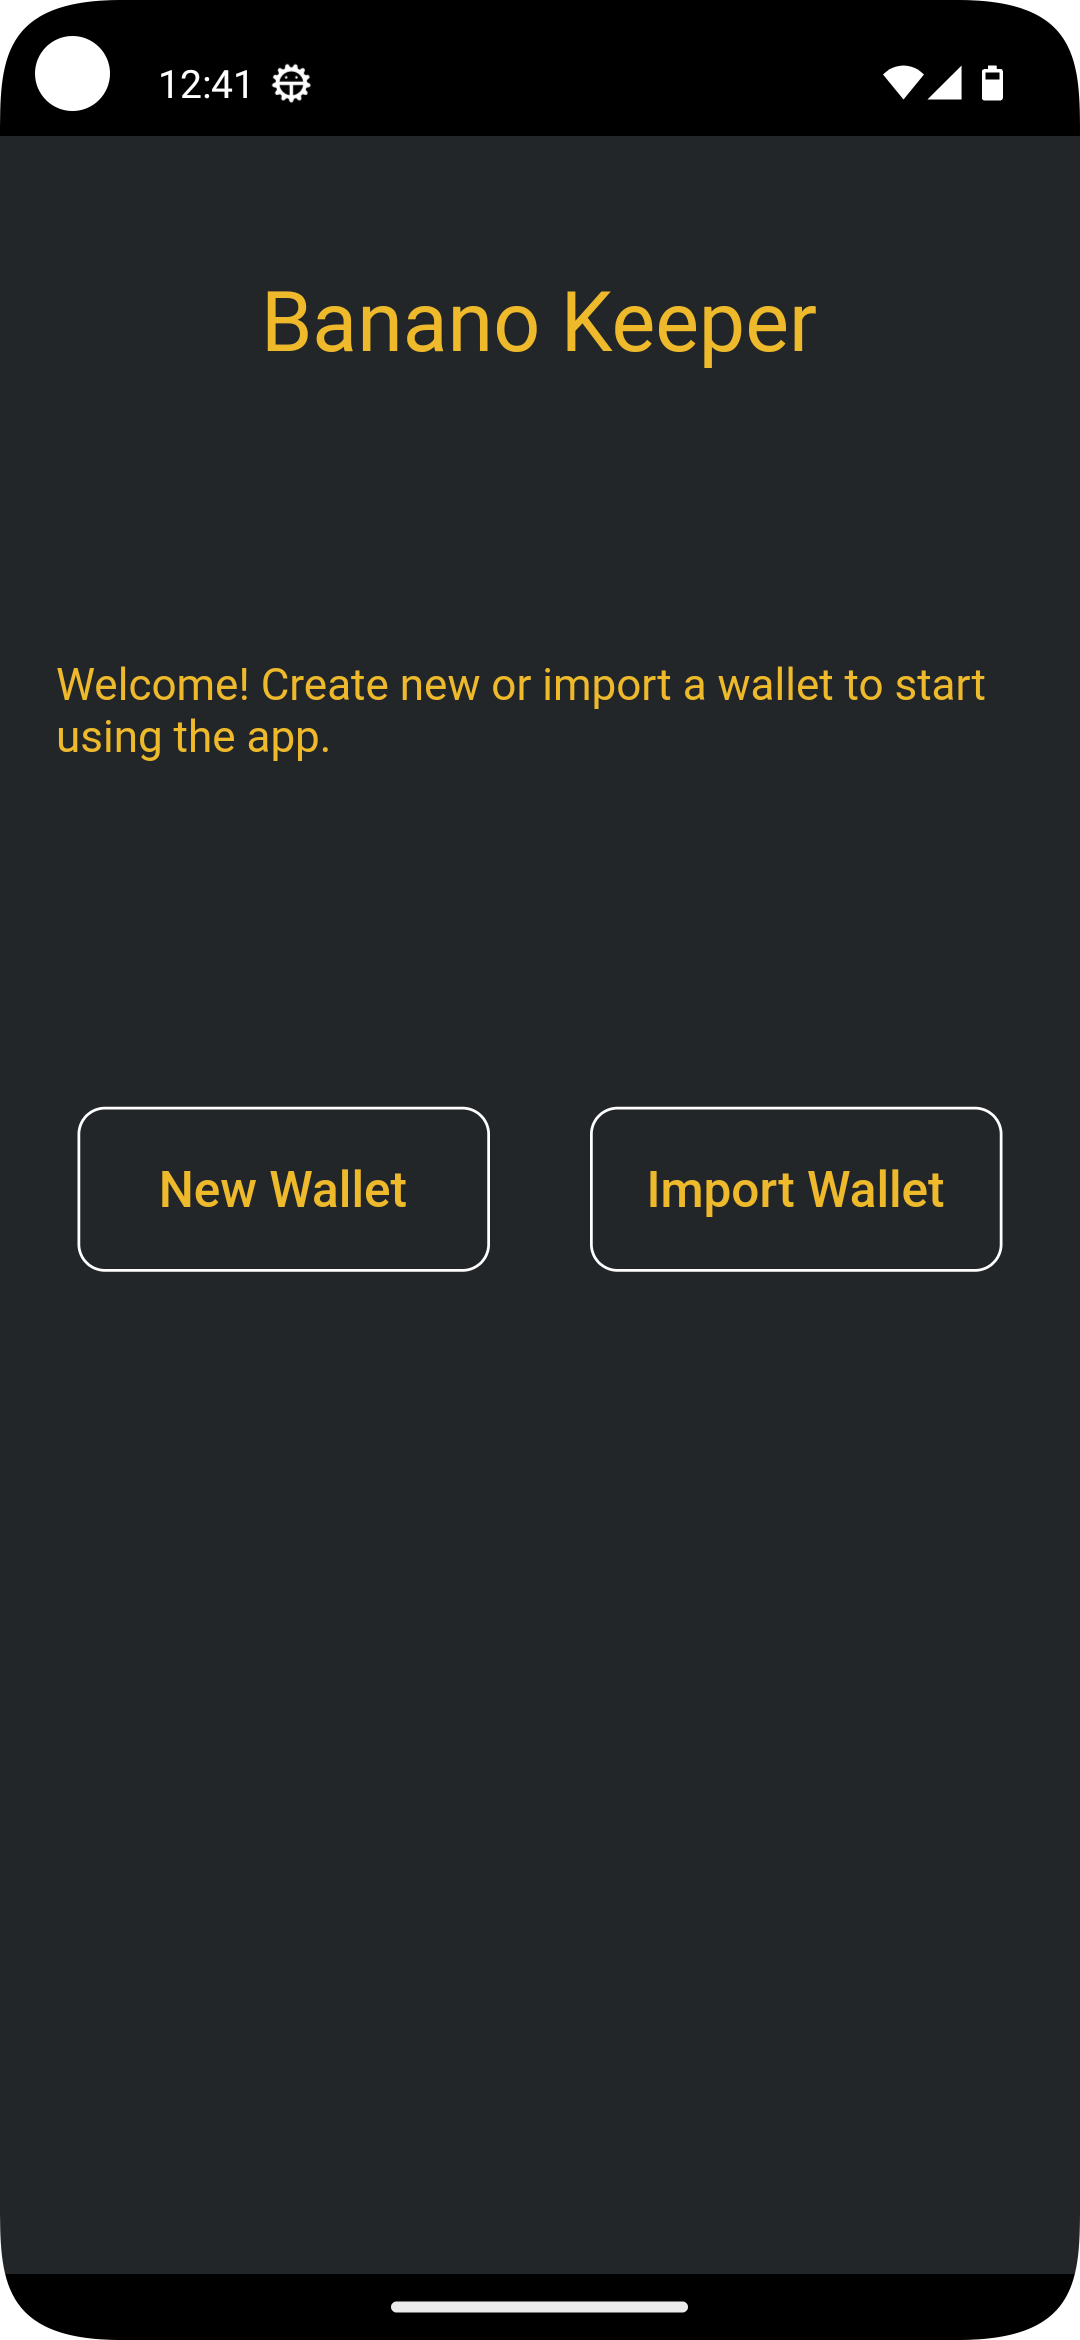 12:41
Banano Keeper
Welcome! Create new or import a wallet to start
using the app.
New Wallet
Import Wallet